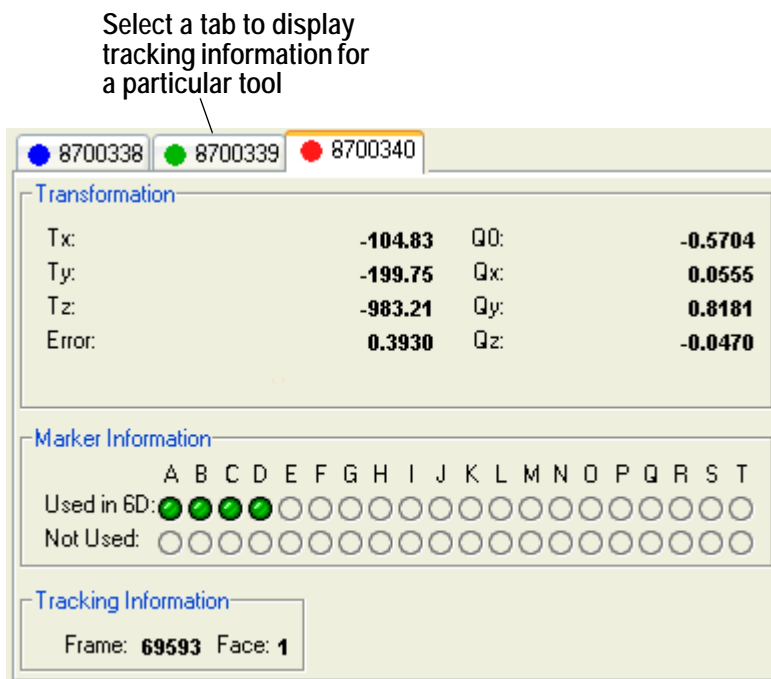 Select a tab to display
tracking information for
a particular tool
8700338 8700339 8700340
Transformation
Tx: -104.83 Q0: -0.5704
Ty: -199.75 Qx: 0.0555
Tz: -983.21 Qy: 0.8181
Error: 0.3930 Qz: -0.0470
Marker Information
A B C D E F G H I J K L M N O P Q R S T
Used in 6D:
Not Used:
Tracking Information
Frame: 69593 Face: 1